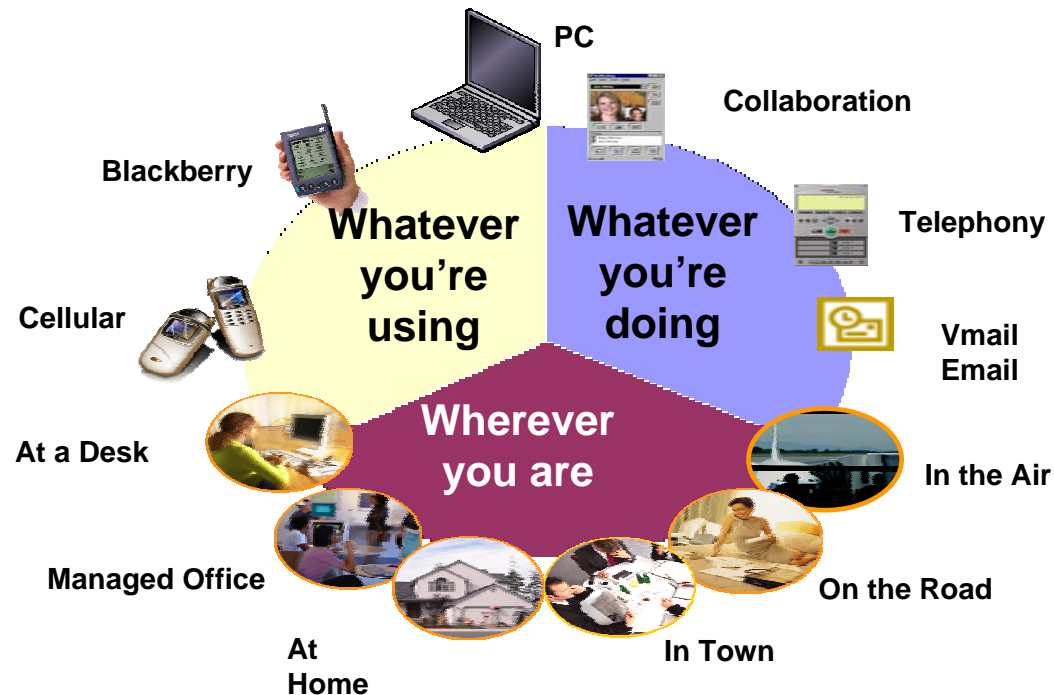 PC
Collaboration
Blackberry
Whatever
you're
using
Whatever
you're
doing
Telephony
Cellular
Vmail
Email
Wherever
you are
At a Desk
In the Air
Managed Office
On the Road
At
Home
In Town